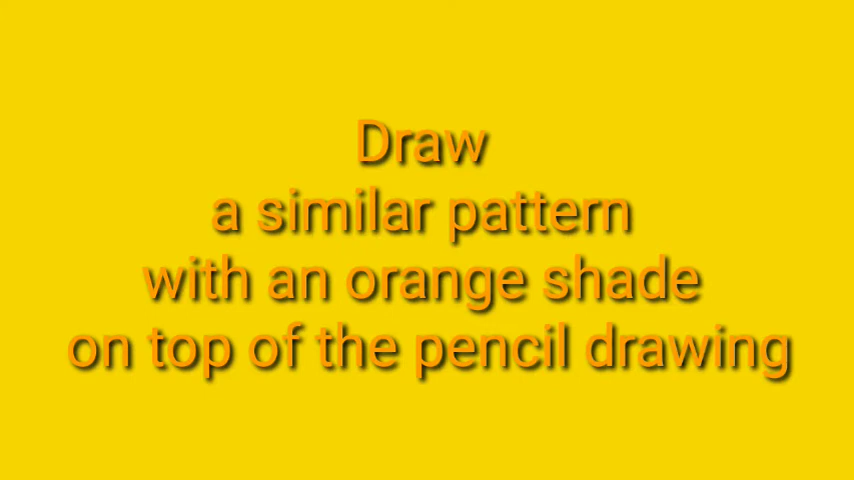 Draw
a similar pattern
with an orange shade
on top of the pencil drawing